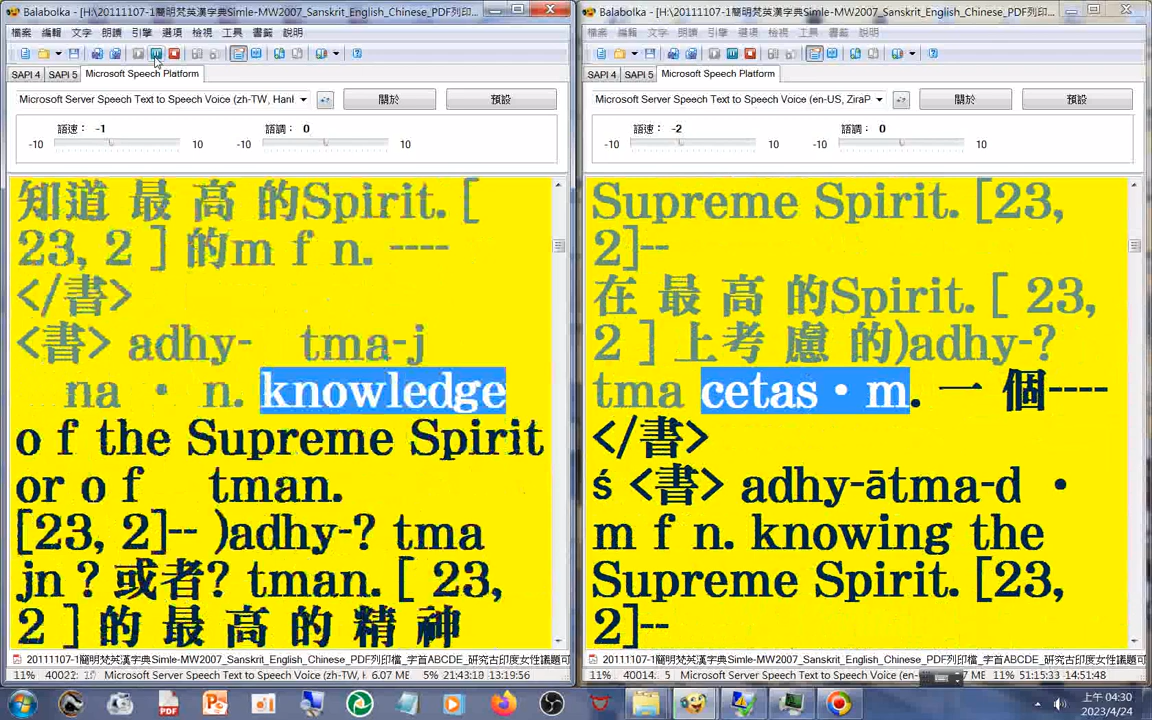 Balabolka - [H:\20111107-1簡明梵英漢字典Simle-MW2007_Sanskrit_English_Chinese_PDF列印...
檔案 編輯 文字 朗讀 引擎 選項 檢視 工具 書籤 說明
SAPI 4 SAPI 5 Microsoft Speech Platform
Microsoft Server Speech Text to Speech Voice (zh-TW, Hanl
關於 預設
語速： -1 語調： 0
-10 10 -10 10
知道 最 高 的Spirit. [
23, 2 ] 的m f n. ----
</書>
<書> adhy- tma-j
na • n. knowledge
o f the Supreme Spirit
or o f tman.
[23, 2]-- )adhy-? tma
jn ? 或者? tman. [ 23,
2 ] 的 最 高 的 精 神
20111107-1簡明梵英漢字典Simle-MW2007_Sanskrit_English_Chinese_PDF列印檔_字首ABCDE_研究古印度女性議題可
11% Microsoft Server Speech Text to Speech Voice (zh-TW, H 6.07 MB 5% 21:43:18 13:19:56
Balabolka - [H:\20111107-1簡明梵英漢字典Simle-MW2007_Sanskrit_English_Chinese_PDF列印...
檔案 編輯 文字 朗讀 引擎 選項 檢視 工具 書籤 說明
SAPI 4 SAPI 5 Microsoft Speech Platform
Microsoft Server Speech Text to Speech Voice (en-US, ZiraP
關於 預設
語速： -2 語調： 0
-10 10 -10 10
Supreme Spirit. [23,
2]--
在 最 高 的Spirit. [ 23,
2 ] 上考 慮 的)adhy-?
tma cetas • m. 一 個----
</書>
ś <書> adhy-ātma-d •
m f n. knowing the
Supreme Spirit. [23,
2]--
20111107-1簡明梵英漢字典Simle-MW2007_Sanskrit_English_Chinese_PDF列印檔_字首ABCDE_研究古印度女性議題可
11% Microsoft Server Speech Text to Speech Voice (en-US 11% 51:15:33 14:51:48
上午 04:30
2023/4/24